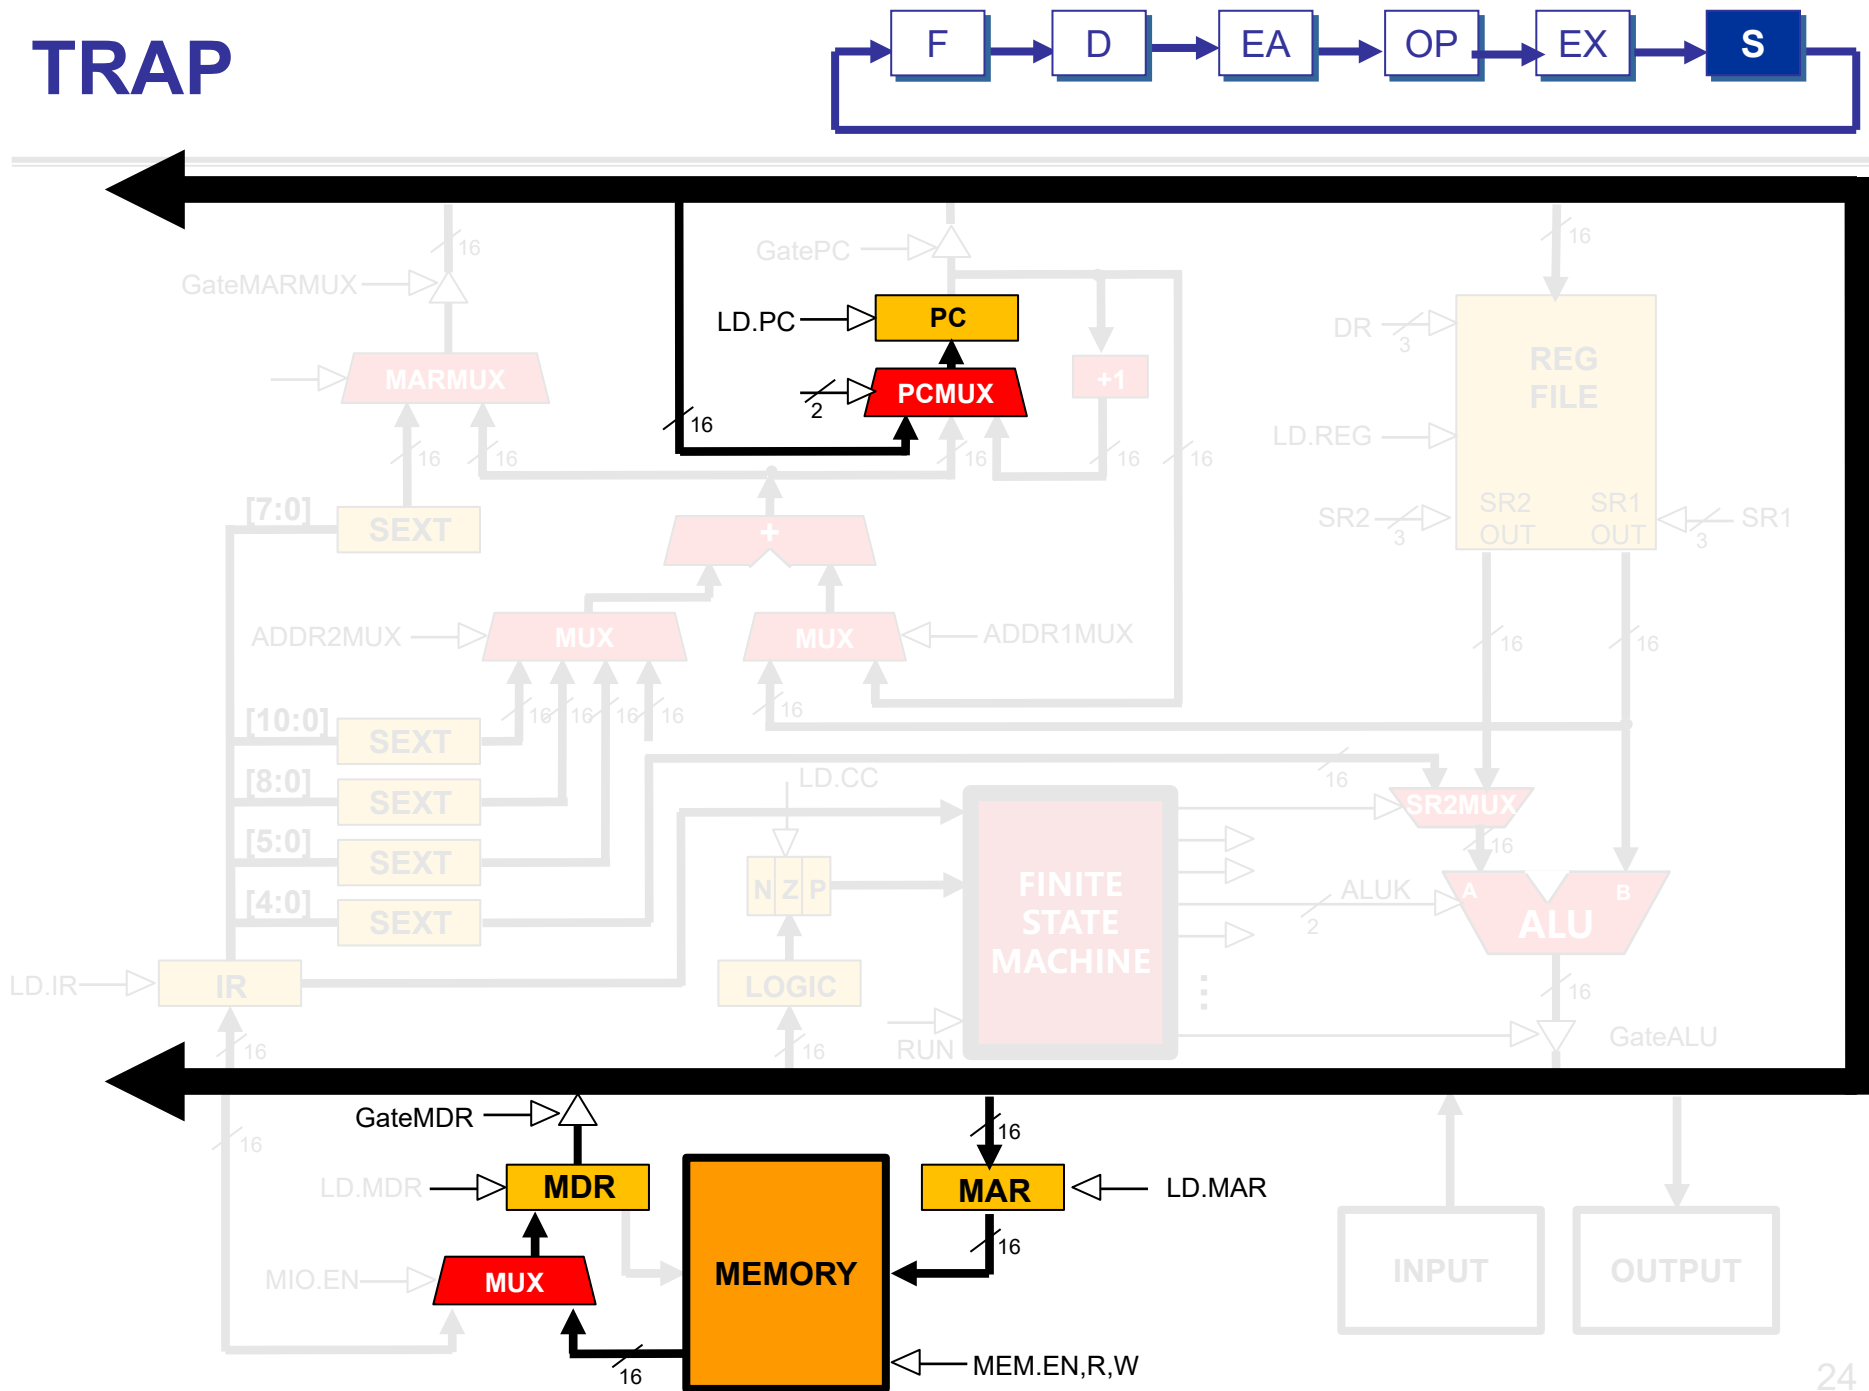 TRAP
F D EA OP EX S
16
GatePC
16
GateMARMUX
LD.PC
PC
DR
3
REG
FILE
MARMUX
2
PCMUX
+1
16
LD.REG
16
16
16
16
16
[7:0]
SEXT
+
SR2
3
SR2
OUT
SR1
OUT
3
SR1
ADDR2MUX
MUX
MUX
ADDR1MUX
16
16
16
16
16
16
16
[10:0]
SEXT
[8:0]
SEXT
LD.CC
16
SR2MUX
16
[5:0]
SEXT
N Z P
FINITE
STATE
MACHINE
ALUK
2
A
B
ALU
[4:0]
SEXT
LD.IR
IR
LOGIC
...
16
16
16
RUN
GateALU
GateMDR
16
16
LD.MDR
MDR
MAR
LD.MAR
16
MIO.EN
MUX
MEMORY
INPUT
OUTPUT
16
MEM.EN,R,W
24